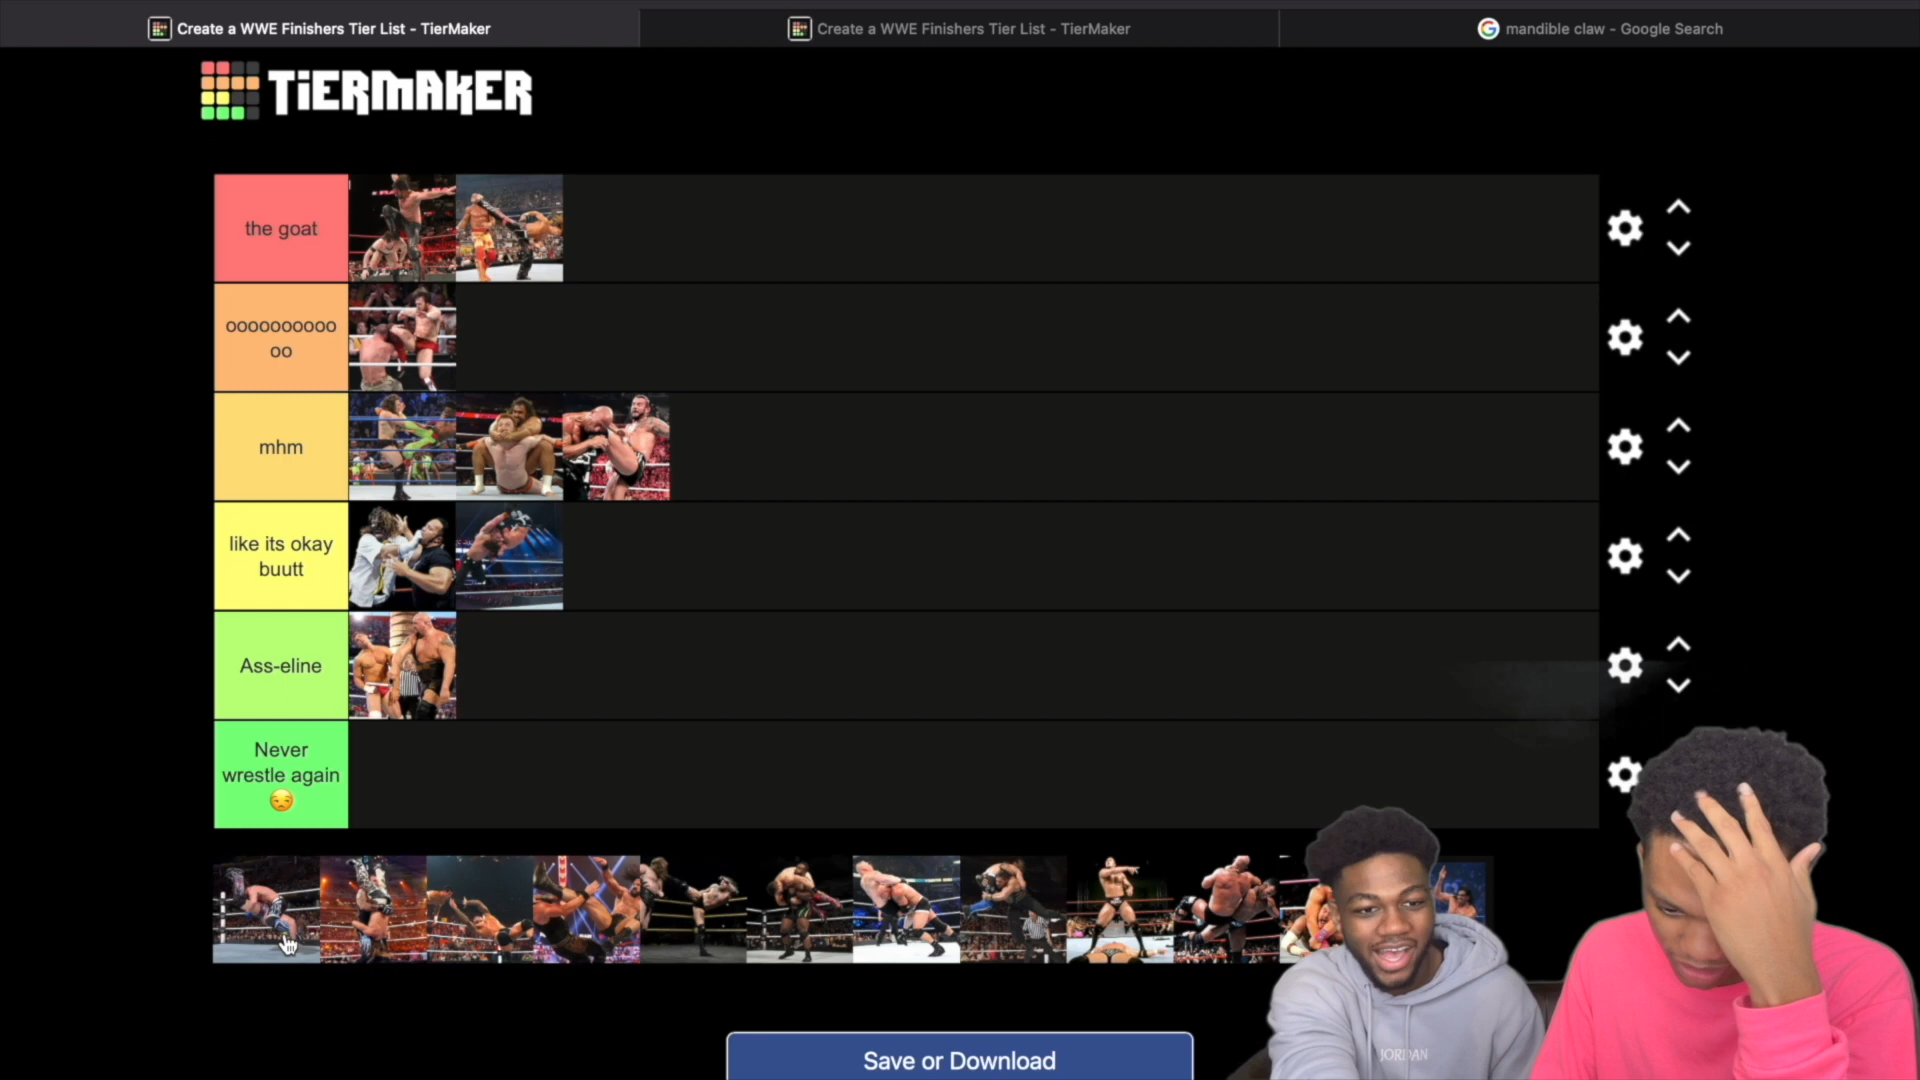 Create a WWE Finishers Tier List - TierMaker
Create a WWE Finishers Tier List - TierMaker
mandible claw - Google Search
TiERMAKER
the goat
oooooooooo
oo
mhm
like its okay
buutt
Ass-eline
Never
wrestle again
😒
Save or Download
JORDAN